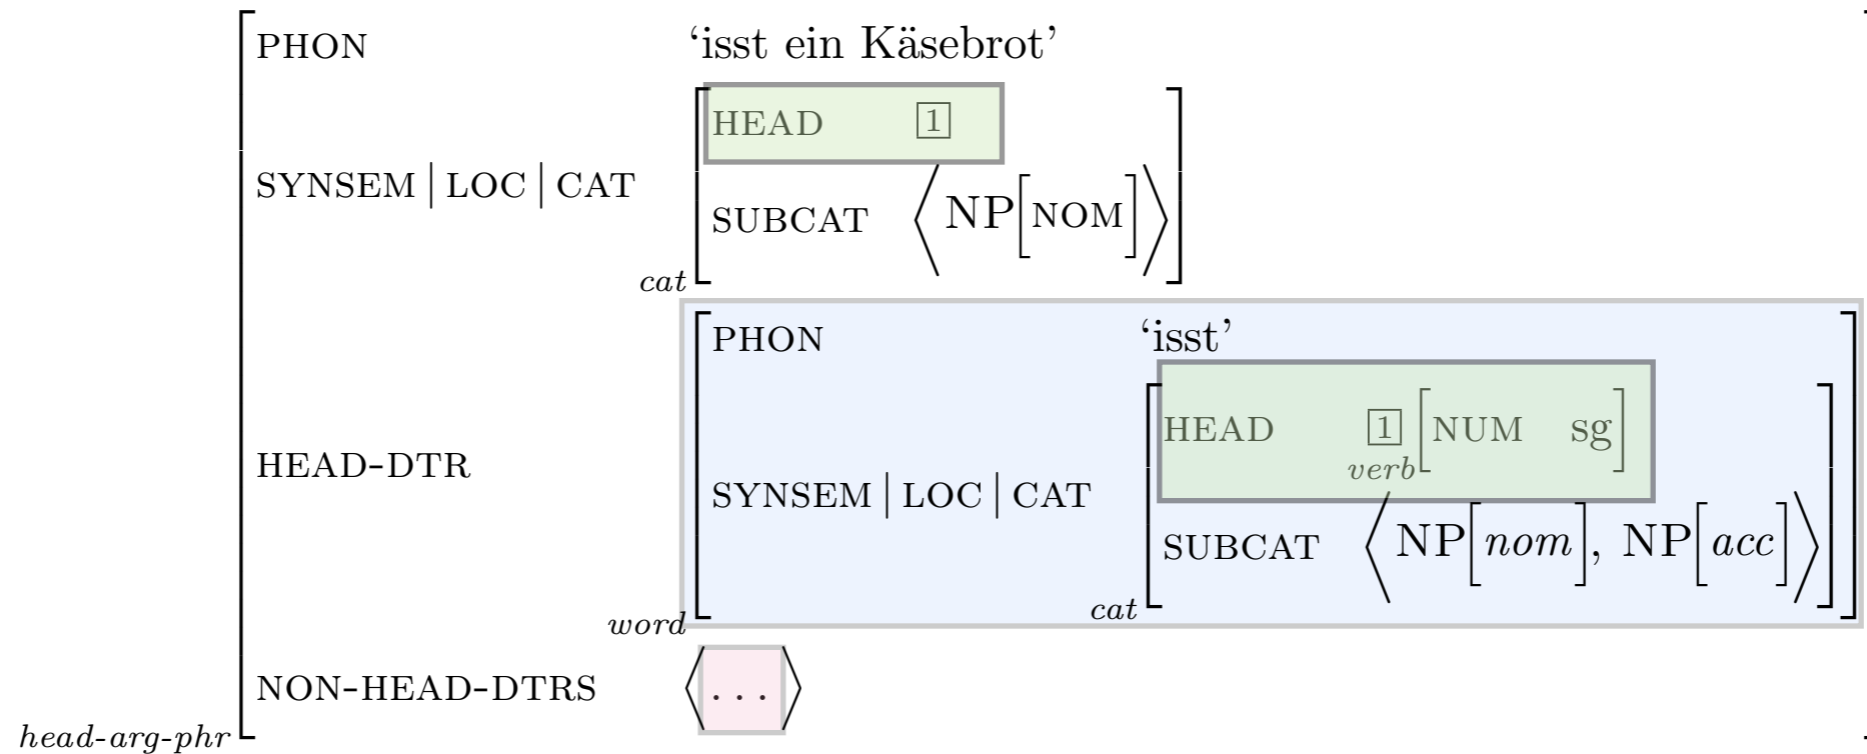 PHON ‘isst ein Käsebrot’
HEAD 1
SYNSEM | LOC | CAT
SUBCAT ⟨NP[NOM]⟩
cat
PHON ‘isst’
HEAD 1 [NUM sg]
verb
HEAD-DTR
SYNSEM | LOC | CAT
SUBCAT ⟨NP[nom], NP[acc]⟩
cat
word
NON-HEAD-DTRS ⟨...⟩
head-arg-phr